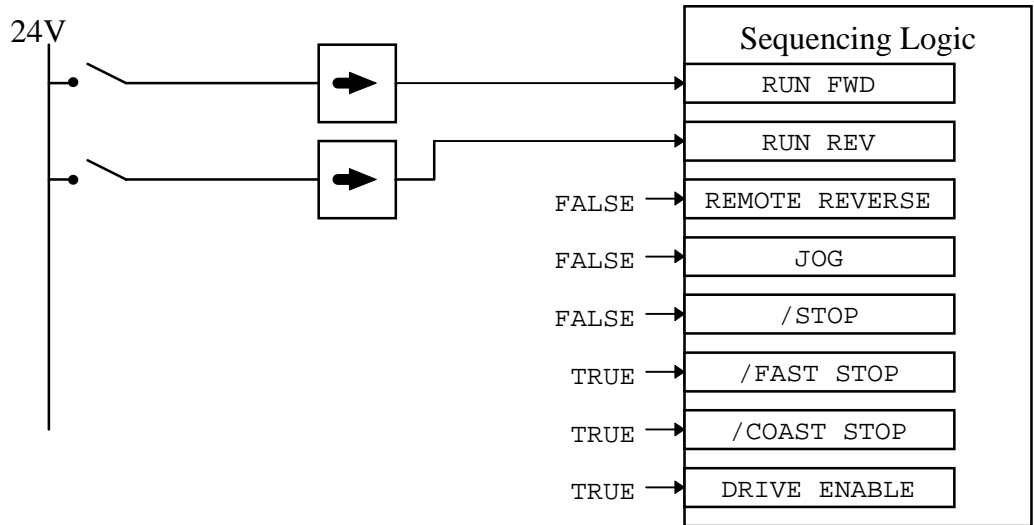 24V
Sequencing Logic
RUN FWD
RUN REV
FALSE REMOTE REVERSE
FALSE JOG
FALSE /STOP
TRUE /FAST STOP
TRUE /COAST STOP
TRUE DRIVE ENABLE